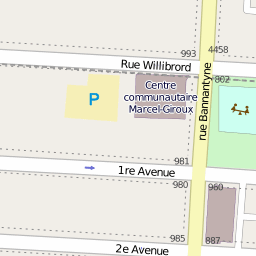 993
4458
Rue Willibrord
802
Centre
communautaire
Marcel-Giroux
P
rue Bannantyne
981
1re Avenue
980
960
985
887
2e Avenue